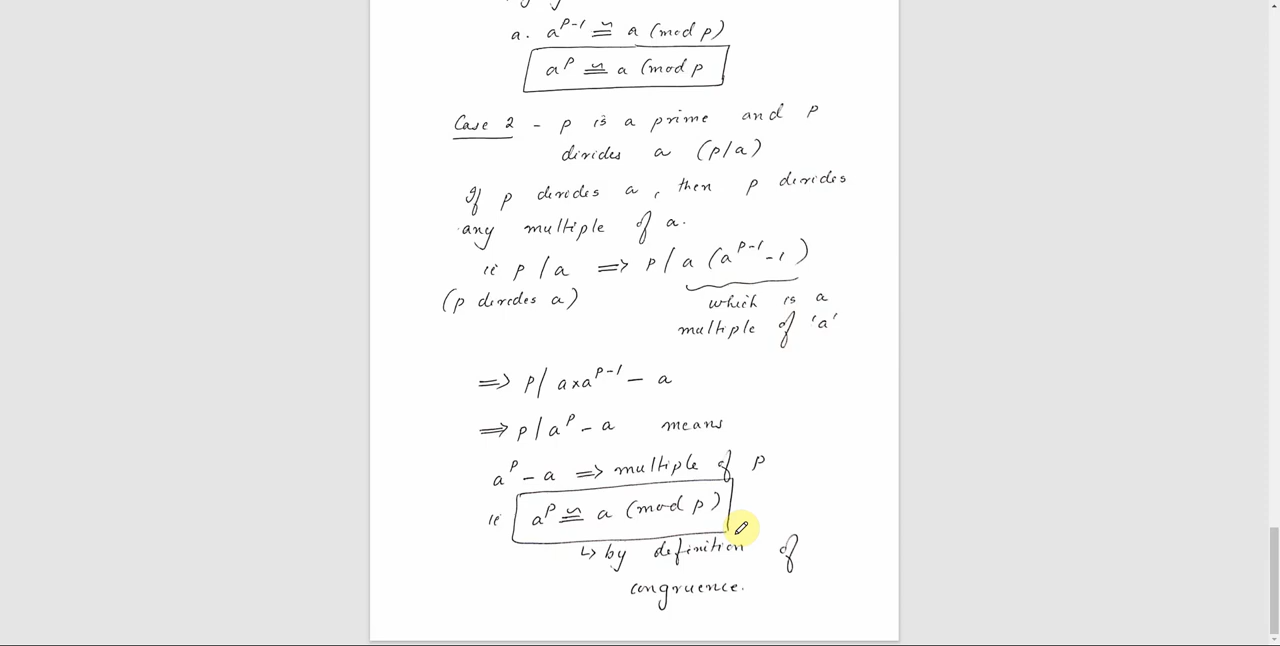 a. a^(p-1) ≅ a (mod p)
a^p ≅ a (mod p
Case 2 - p is a prime and p
divides a (p/a)
If p divides a, then p divides
any multiple of a.
ie p/a => p/a (a^(p-1) - 1)
(p divides a) which is a
multiple of 'a'
=> p/ a×a^(p-1) - a
=> p/a^p - a means
a^p - a => multiple of p
ie a^p ≅ a (mod p)
↳ by definition of
congruence.